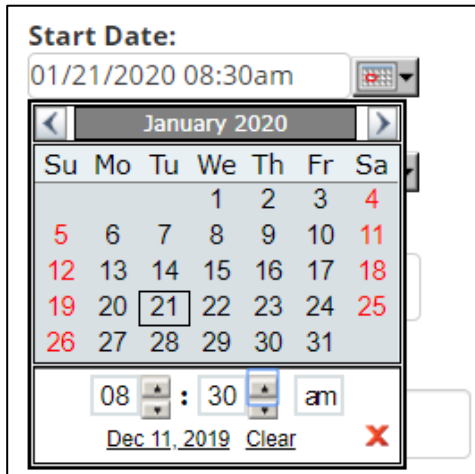 Start Date:
01/21/2020 08:30am
January 2020
Su Mo Tu We Th Fr Sa
1 2 3 4
5 6 7 8 9 10 11
12 13 14 15 16 17 18
19 20 21 22 23 24 25
26 27 28 29 30 31
08 : 30 am
Dec 11, 2019 Clear